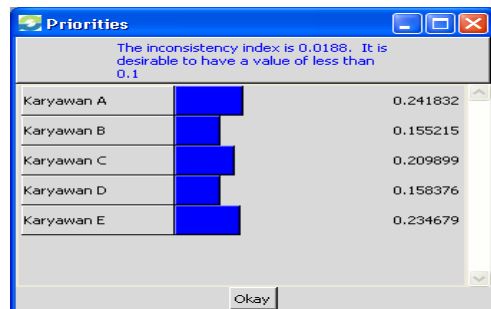 Priorities
The inconsistency index is 0.0188. It is
desirable to have a value of less than
0.1
Karyawan A 0.241832
Karyawan B 0.155215
Karyawan C 0.209899
Karyawan D 0.158376
Karyawan E 0.234679
Okay